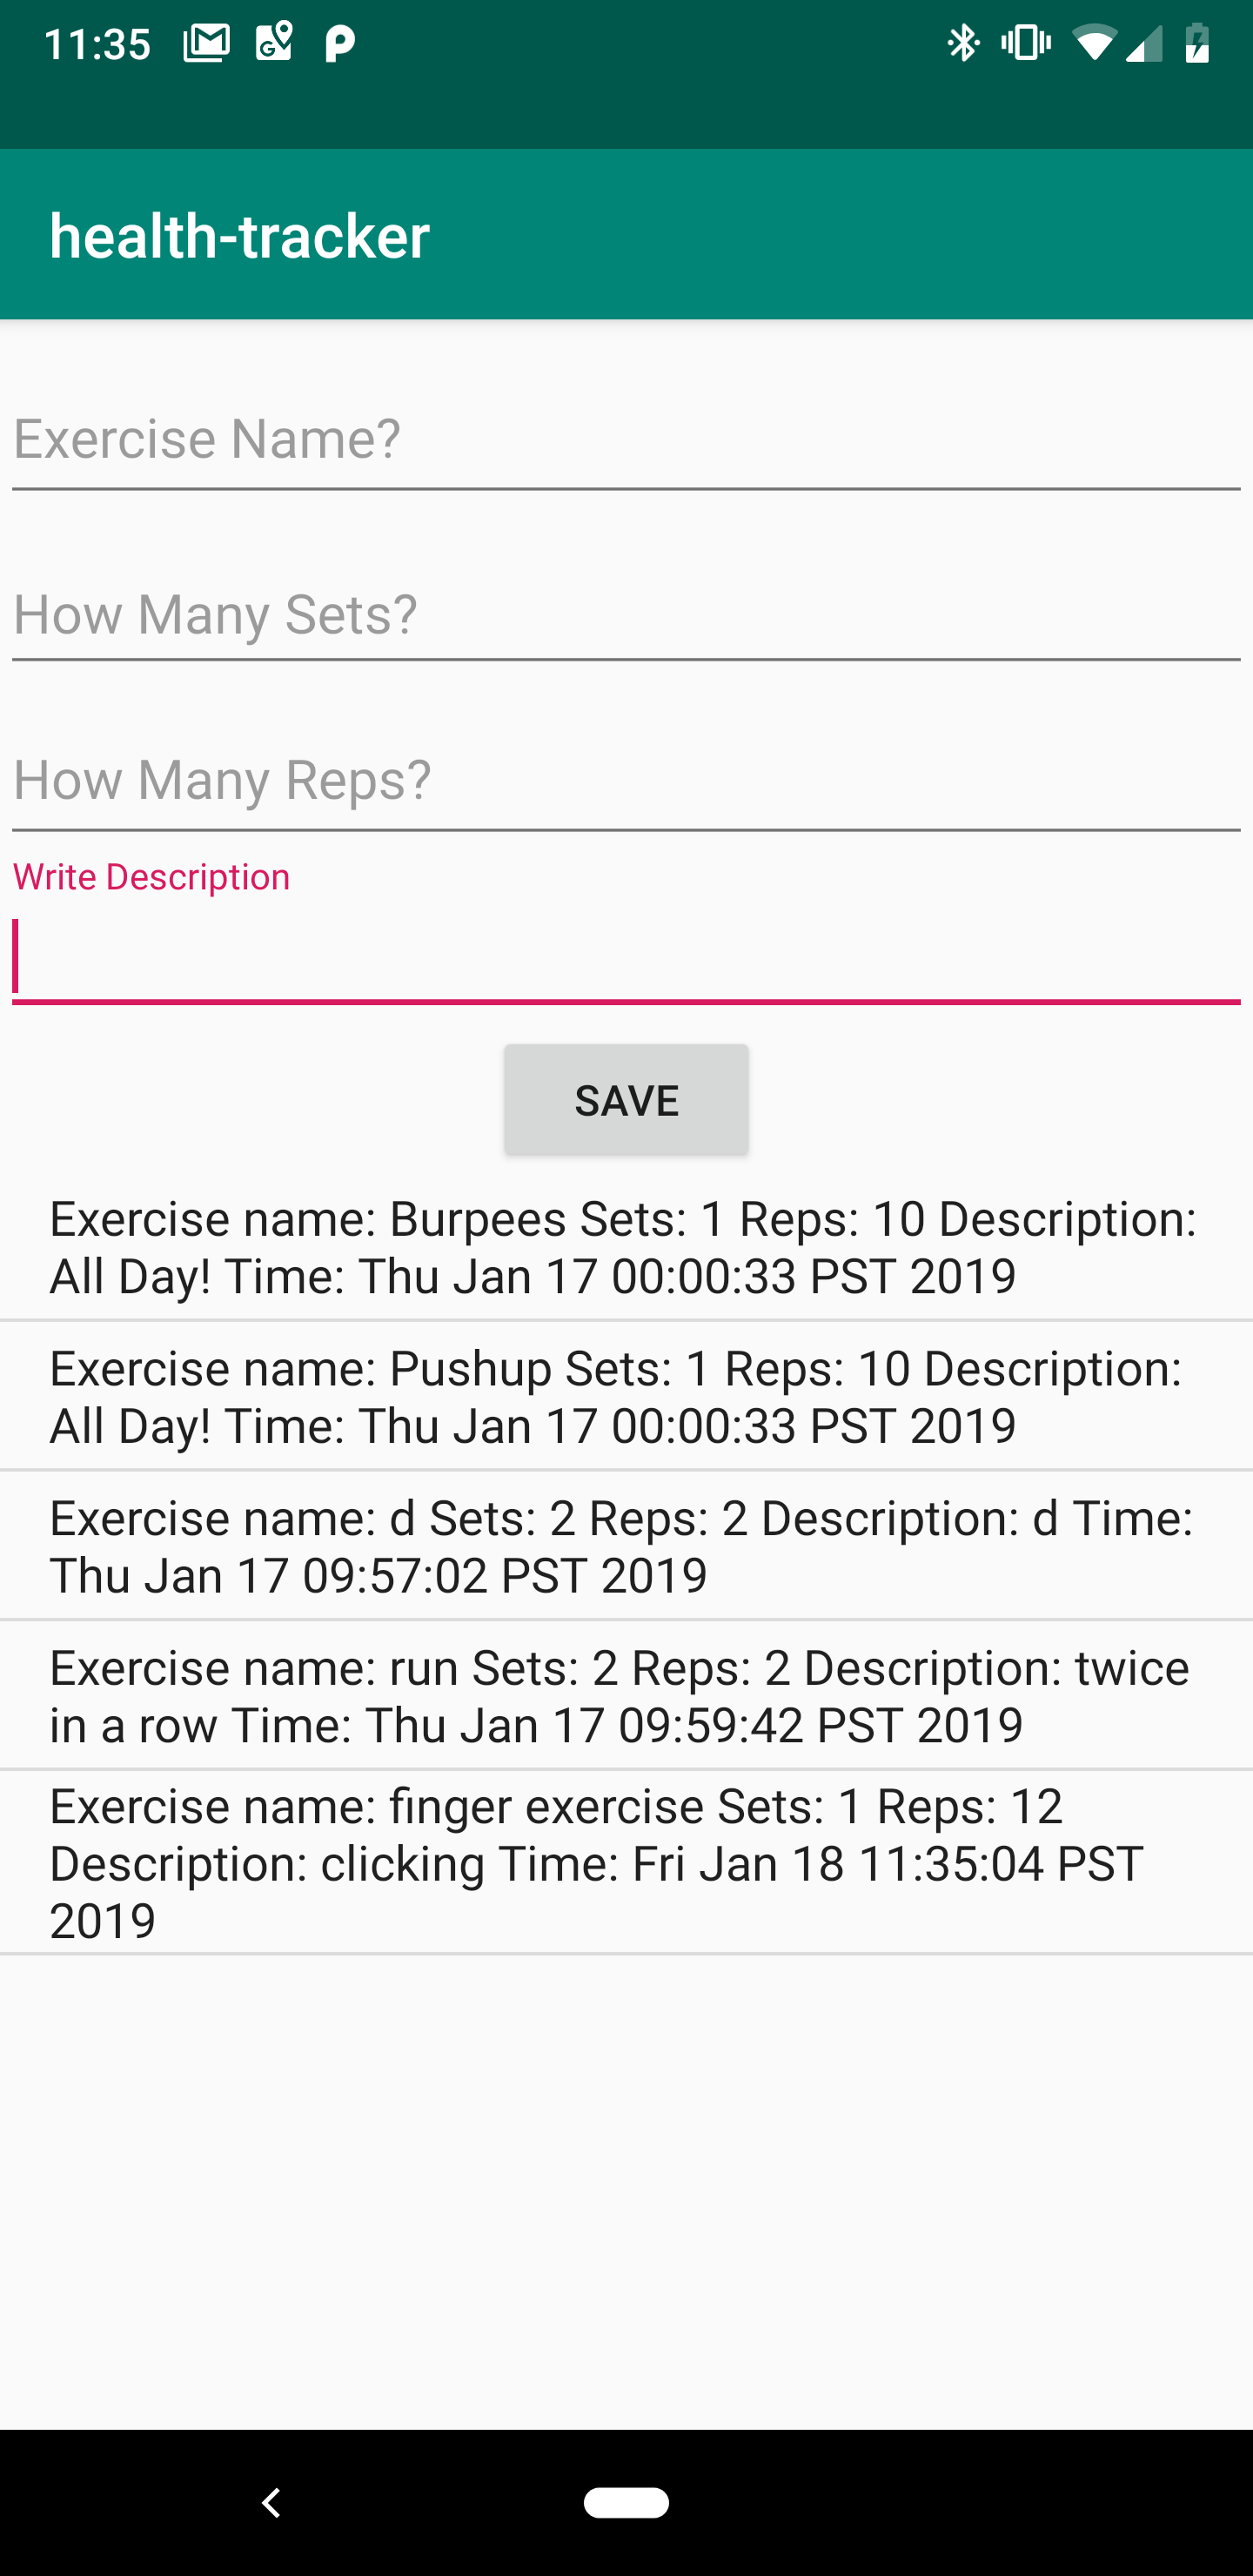 11:35
health-tracker
Exercise Name?
How Many Sets?
How Many Reps?
Write Description
SAVE
Exercise name: Burpees Sets: 1 Reps: 10 Description:
All Day! Time: Thu Jan 17 00:00:33 PST 2019
Exercise name: Pushup Sets: 1 Reps: 10 Description:
All Day! Time: Thu Jan 17 00:00:33 PST 2019
Exercise name: d Sets: 2 Reps: 2 Description: d Time:
Thu Jan 17 09:57:02 PST 2019
Exercise name: run Sets: 2 Reps: 2 Description: twice
in a row Time: Thu Jan 17 09:59:42 PST 2019
Exercise name: finger exercise Sets: 1 Reps: 12
Description: clicking Time: Fri Jan 18 11:35:04 PST
2019